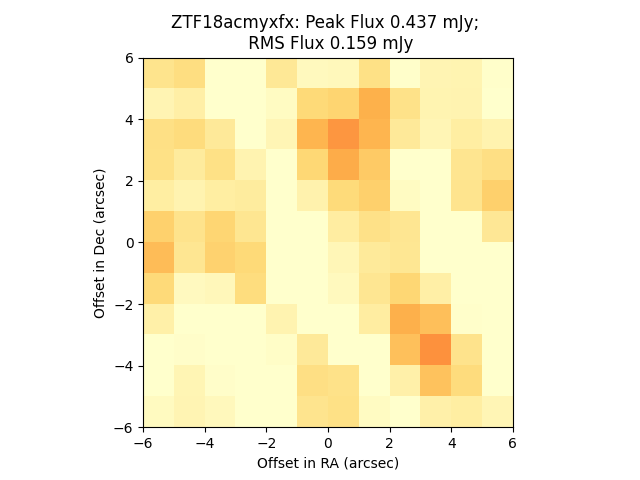 ZTF18acmyxfx: Peak Flux 0.437 mJy;
RMS Flux 0.159 mJy
6
4
2
0
−2
−4
−6
Offset in Dec (arcsec)
−6 −4 −2 0 2 4 6
Offset in RA (arcsec)